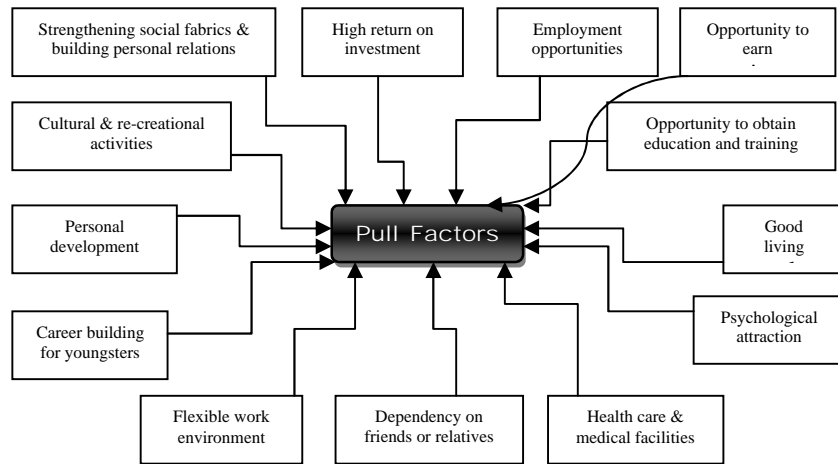 Strengthening social fabrics &
building personal relations
High return on
investment
Employment
opportunities
Opportunity to
earn
Cultural & re-creational
activities
Opportunity to obtain
education and training
Personal
development
Pull Factors
Good
living
Career building
for youngsters
Psychological
attraction
Flexible work
environment
Dependency on
friends or relatives
Health care &
medical facilities